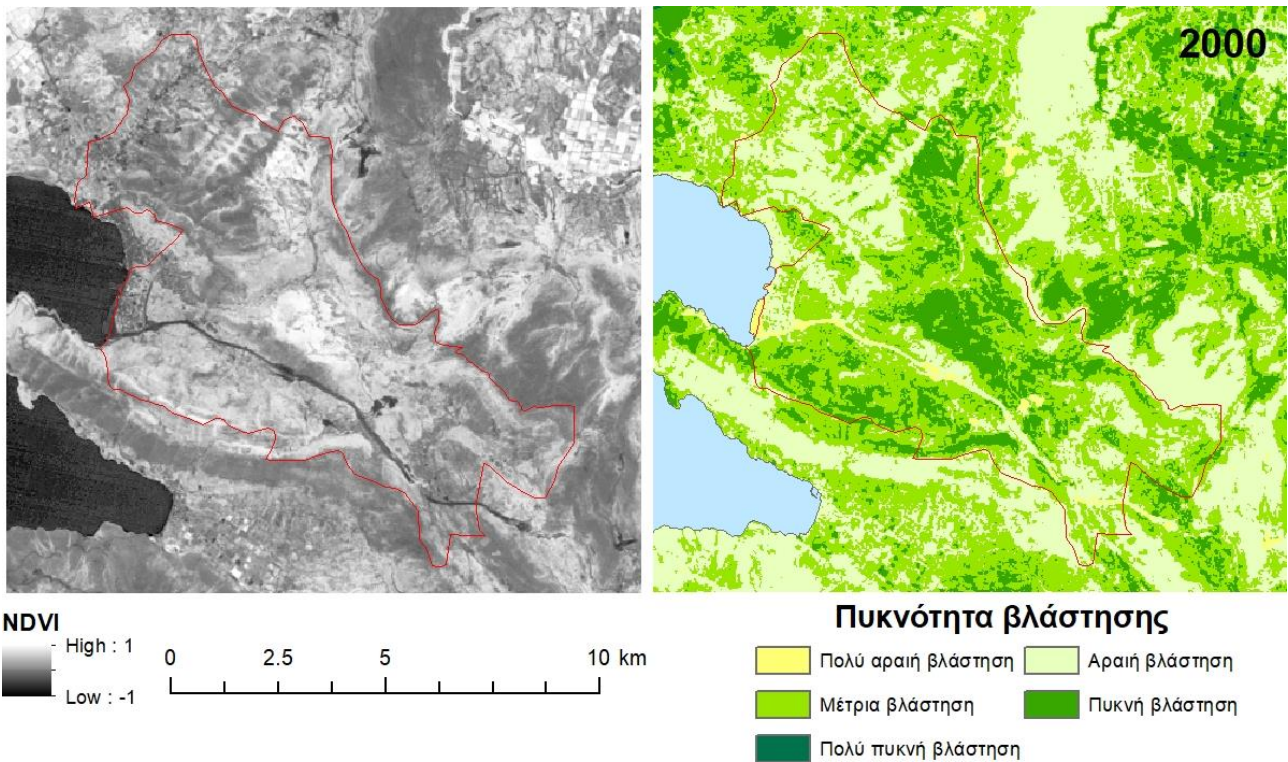 2000
NDVI
High : 1
Low : -1
0 2.5 5 10 km
Πυκνότητα βλάστησης
Πολύ αραιή βλάστηση Αραιή βλάστηση
Μέτρια βλάστηση Πυκνή βλάστηση
Πολύ πυκνή βλάστηση